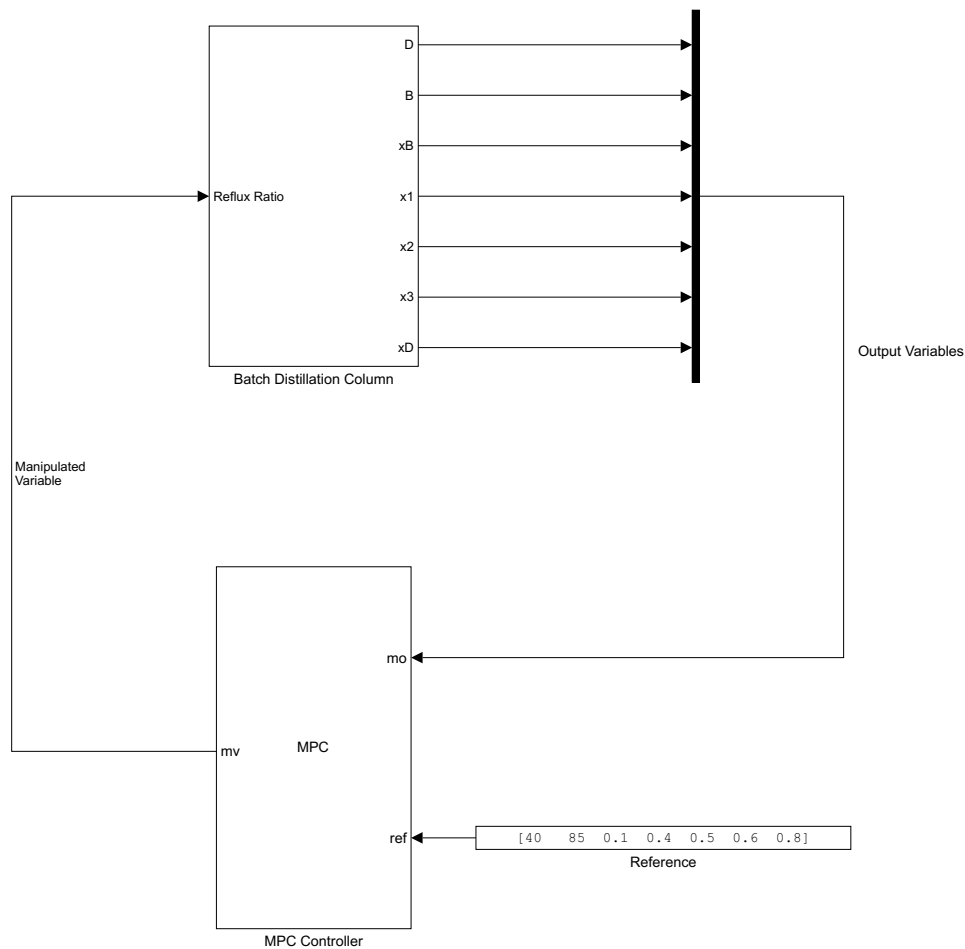 D
B
xB
Reflux Ratio
x1
x2
x3
xD
Output Variables
Batch Distillation Column
Manipulated
Variable
mo
mv
MPC
ref
[40 85 0.1 0.4 0.5 0.6 0.8]
Reference
MPC Controller